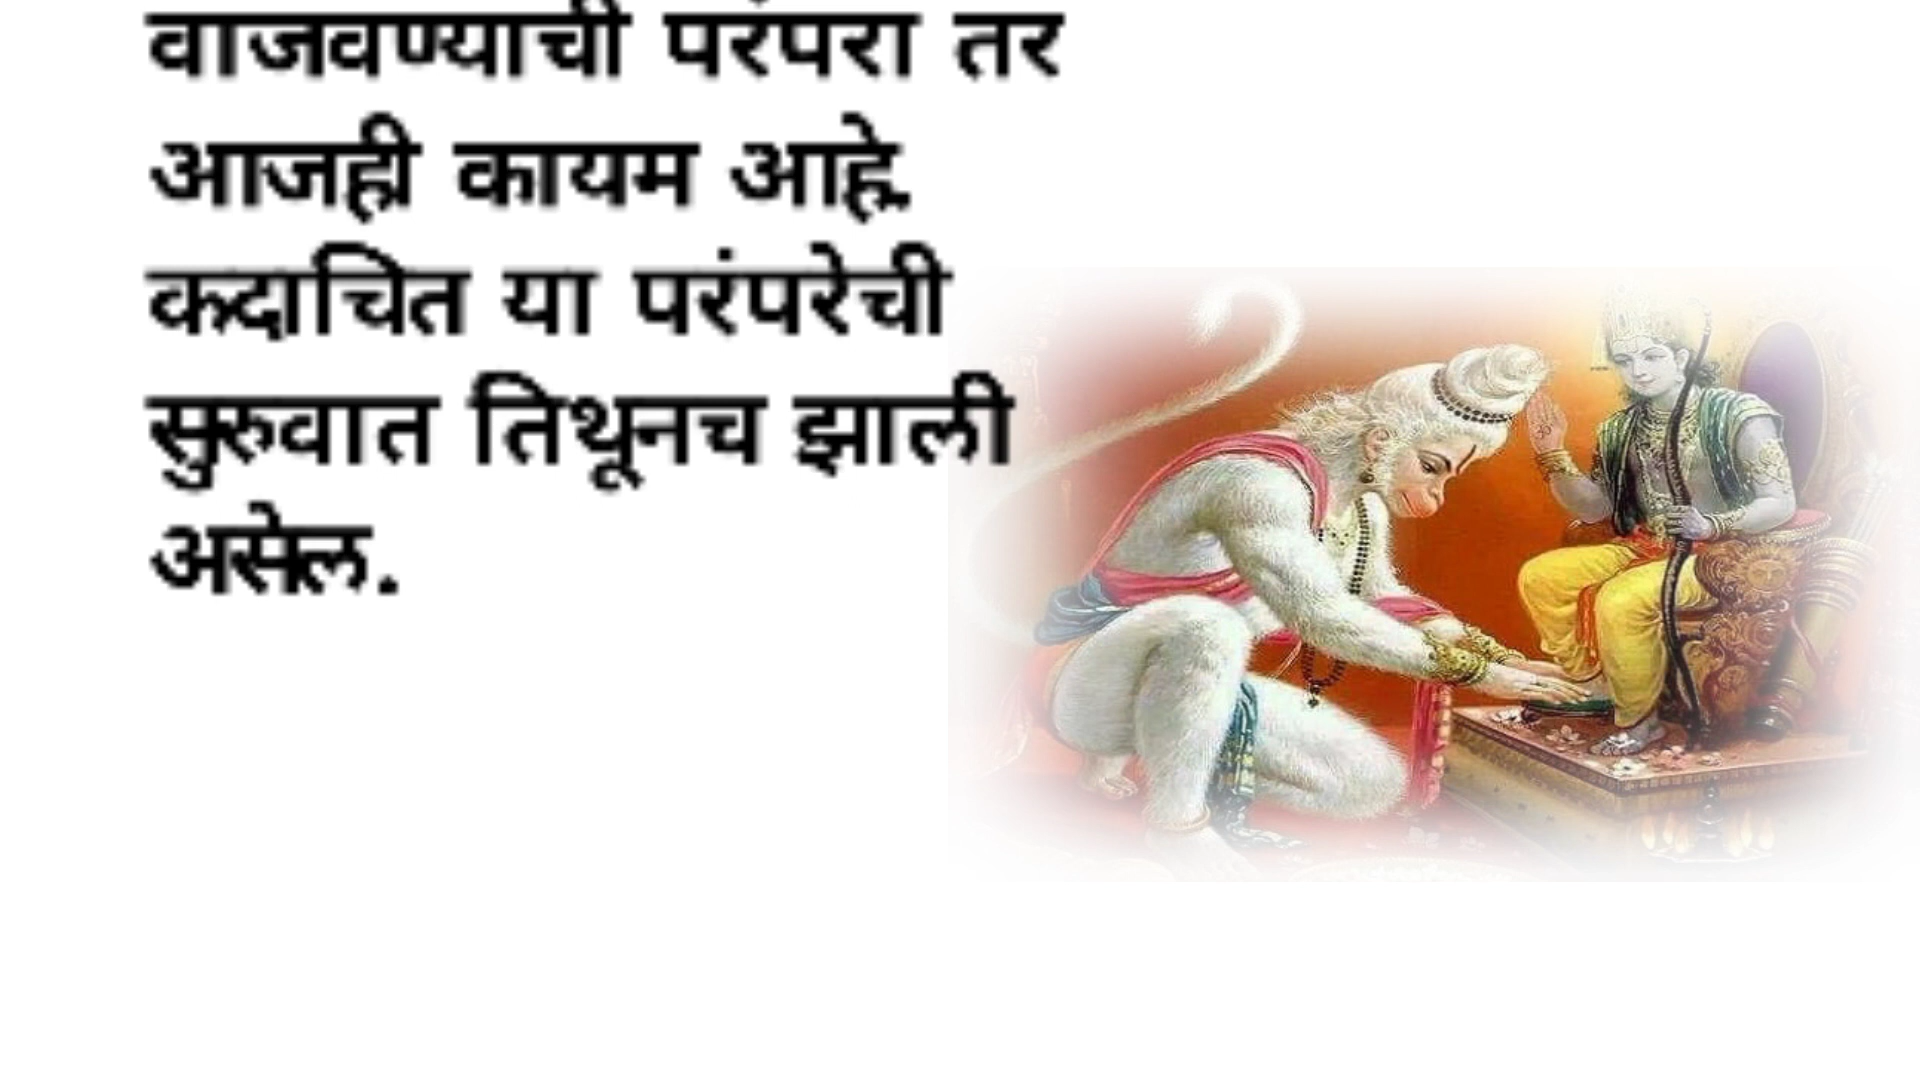 वाजवण्याची परंपरा तर
आजही कायम आहे.
कदाचित या परंपरेची
सुरुवात तिथूनच झाली
असेल.